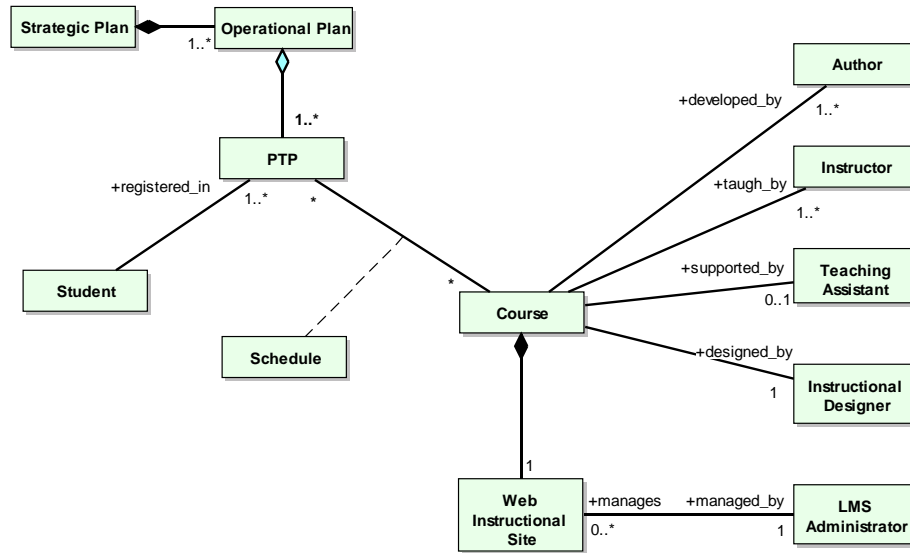 Strategic Plan
1..*
Operational Plan
1..*
PTP
+registered_in
1..*
*
Student
Schedule
*
Course
+developed_by
1..*
Author
+taugh_by
1..*
Instructor
+supported_by
0..1
Teaching
Assistant
+designed_by
1
Instructional
Designer
1
Web
Instructional
Site
+manages
0..*
+managed_by
1
LMS
Administrator